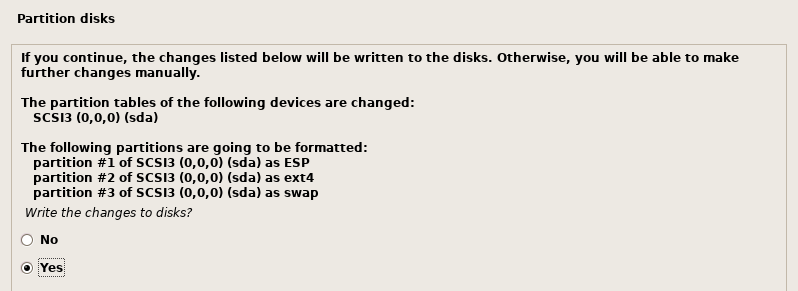 Partition disks
If you continue, the changes listed below will be written to the disks. Otherwise, you will be able to make
further changes manually.
The partition tables of the following devices are changed:
SCSI3 (0,0,0) (sda)
The following partitions are going to be formatted:
partition #1 of SCSI3 (0,0,0) (sda) as ESP
partition #2 of SCSI3 (0,0,0) (sda) as ext4
partition #3 of SCSI3 (0,0,0) (sda) as swap
Write the changes to disks?
No
Yes